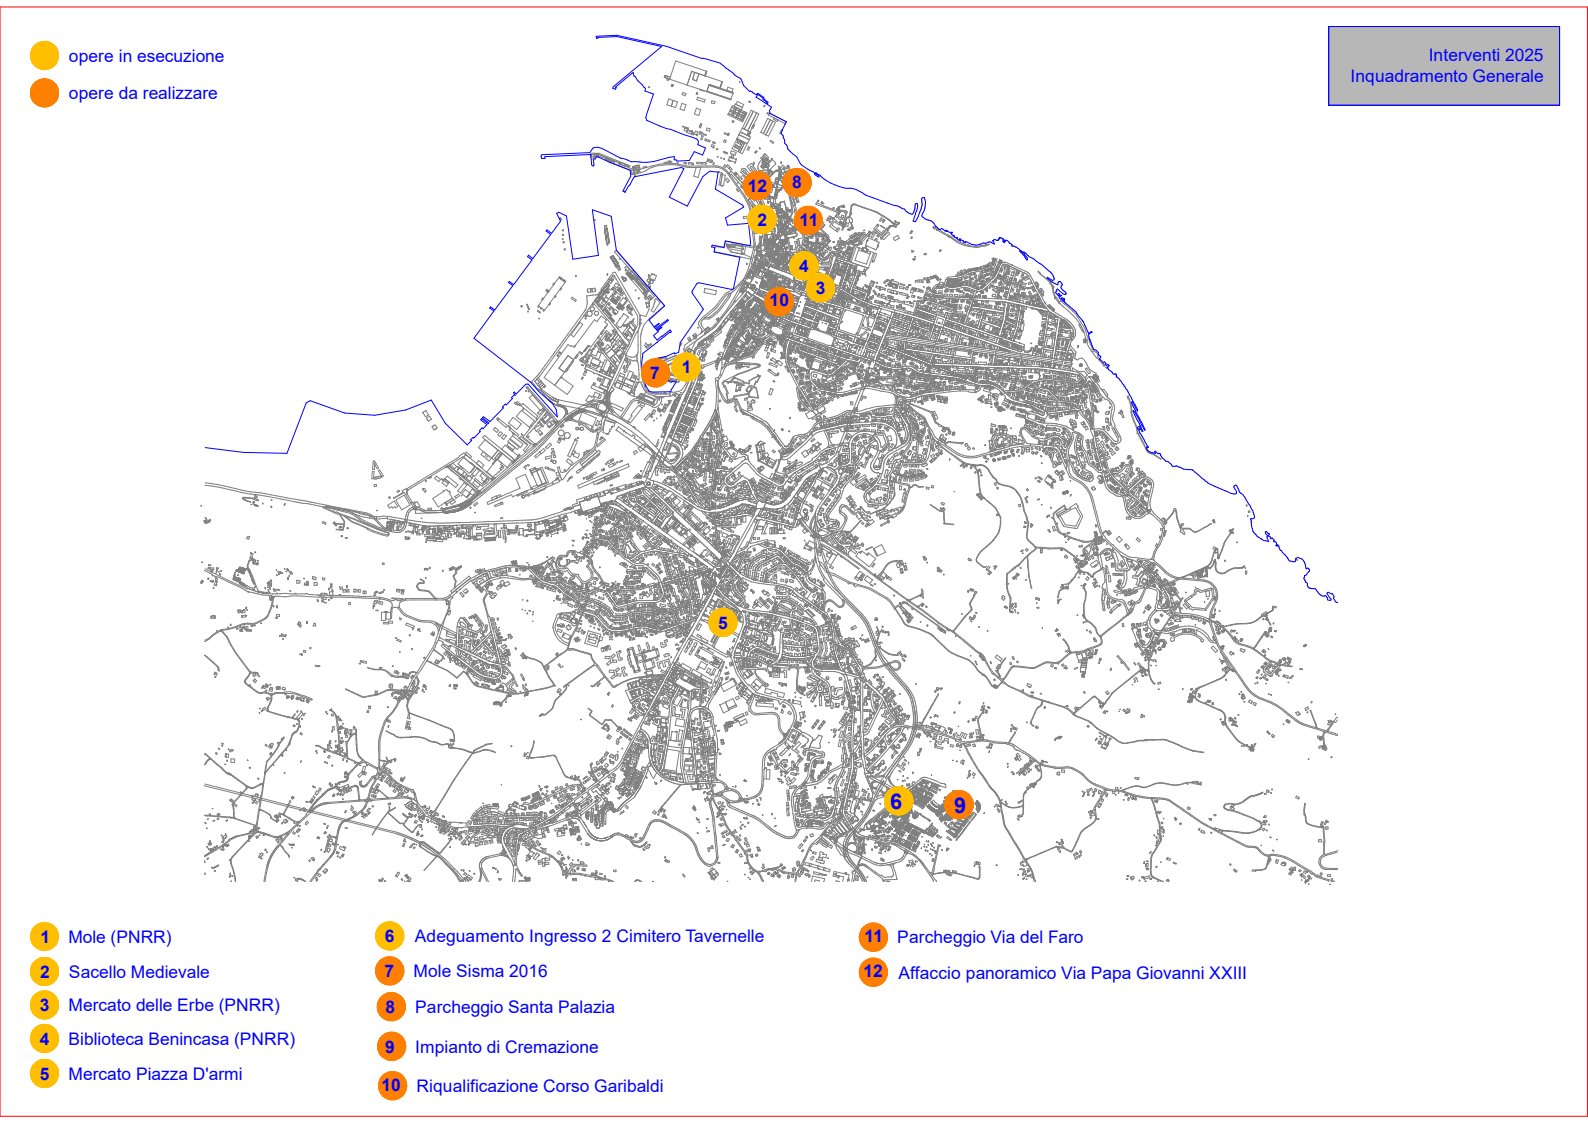 opere in esecuzione
opere da realizzare
Interventi 2025
Inquadramento Generale
12
8
2
11
4
3
10
7
1
5
6
9
1 Mole (PNRR)
2 Sacello Medievale
3 Mercato delle Erbe (PNRR)
4 Biblioteca Benincasa (PNRR)
5 Mercato Piazza D'armi
6 Adeguamento Ingresso 2 Cimitero Tavernelle
7 Mole Sisma 2016
8 Parcheggio Santa Palazia
9 Impianto di Cremazione
10 Riqualificazione Corso Garibaldi
11 Parcheggio Via del Faro
12 Affaccio panoramico Via Papa Giovanni XXIII